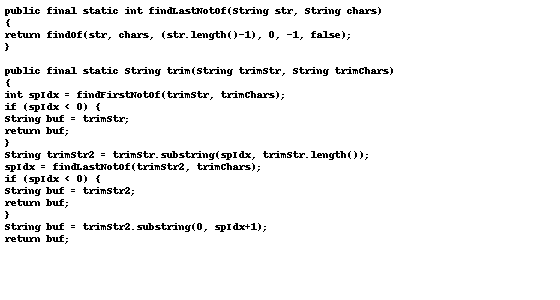 public final static int findLastNotOf(String str, String chars)
{
return findOf(str, chars, (str.length()-1), 0, -1, false);
}
public final static String trim(String trimStr, String trimChars)
{
int spIdx = findFirstNotOf(trimStr, trimChars);
if (spIdx < 0) {
String buf = trimStr;
return buf;
}
String trimStr2 = trimStr.substring(spIdx, trimStr.length());
spIdx = findLastNotOf(trimStr2, trimChars);
if (spIdx < 0) {
String buf = trimStr2;
return buf;
}
String buf = trimStr2.substring(0, spIdx+1);
return buf;